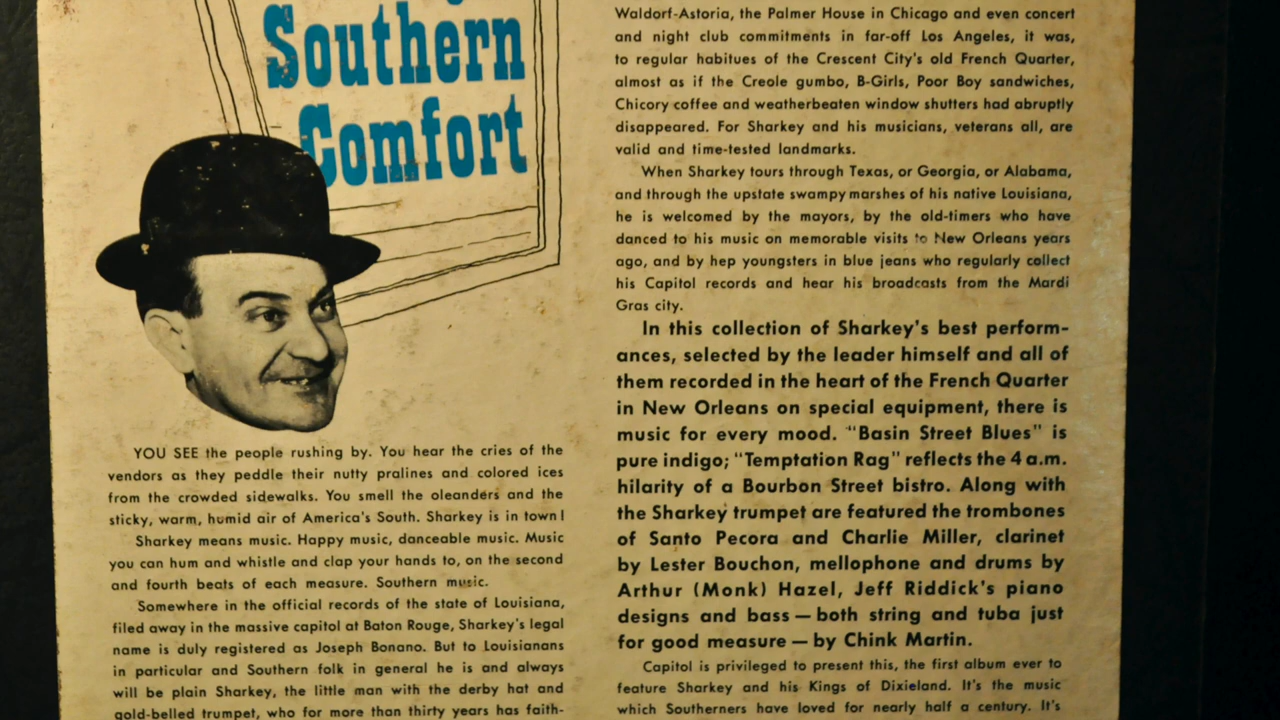 Southern
Comfort
YOU SEE the people rushing by. You hear the cries of the
vendors as they peddle their nutty pralines and colored ices
from the crowded sidewalks. You smell the oleanders and the
sticky, warm, humid air of America's South. Sharkey is in town!
Sharkey means music. Happy music, danceable music. Music
you can hum and whistle and clap your hands to, on the second
and fourth beats of each measure. Southern music.
Somewhere in the official records of the state of Louisiana,
filed away in the massive capitol at Baton Rouge, Sharkey's legal
name is duly registered as Joseph Bonano. But to Louisianans
in particular and Southern folk in general he is and always
will be plain Sharkey, the little man with the derby hat and
gold-belled trumpet, who for more than thirty years has faith-
Waldorf-Astoria, the Palmer House in Chicago and even concert
and night club commitments in far-off Los Angeles, it was,
to regular habitues of the Crescent City's old French Quarter,
almost as if the Creole gumbo, B-Girls, Poor Boy sandwiches,
Chicory coffee and weatherbeaten window shutters had abruptly
disappeared. For Sharkey and his musicians, veterans all, are
valid and time-tested landmarks.
When Sharkey tours through Texas, or Georgia, or Alabama,
and through the upstate swampy marshes of his native Louisiana,
he is welcomed by the mayors, by the old-timers who have
danced to his music on memorable visits to New Orleans years
ago, and by hep youngsters in blue jeans who regularly collect
his Capitol records and hear his broadcasts from the Mardi
Gras city.
In this collection of Sharkey's best perform-
ances, selected by the leader himself and all of
them recorded in the heart of the French Quarter
in New Orleans on special equipment, there is
music for every mood. "Basin Street Blues" is
pure indigo; "Temptation Rag" reflects the 4 a.m.
hilarity of a Bourbon Street bistro. Along with
the Sharkey trumpet are featured the trombones
of Santo Pecora and Charlie Miller, clarinet
by Lester Bouchon, mellophone and drums by
Arthur (Monk) Hazel, Jeff Riddick's piano
designs and bass — both string and tuba just
for good measure — by Chink Martin.
Capitol is privileged to present this, the first album ever to
feature Sharkey and his Kings of Dixieland. It's the music
which Southerners have loved for nearly half a century. It's